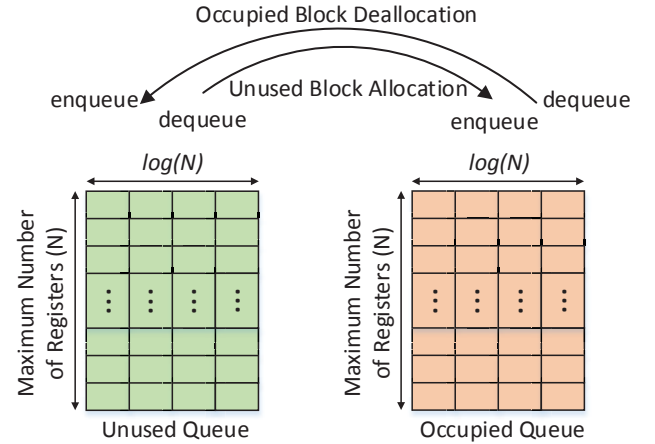 Occupied Block Deallocation
Unused Block Allocation
enqueue
dequeue
enqueue
dequeue
log(N)
log(N)
Maximum Number
of Registers (N)
Maximum Number
of Registers (N)
⋮ ⋮ ⋮ ⋮
⋮ ⋮ ⋮ ⋮
Unused Queue
Occupied Queue